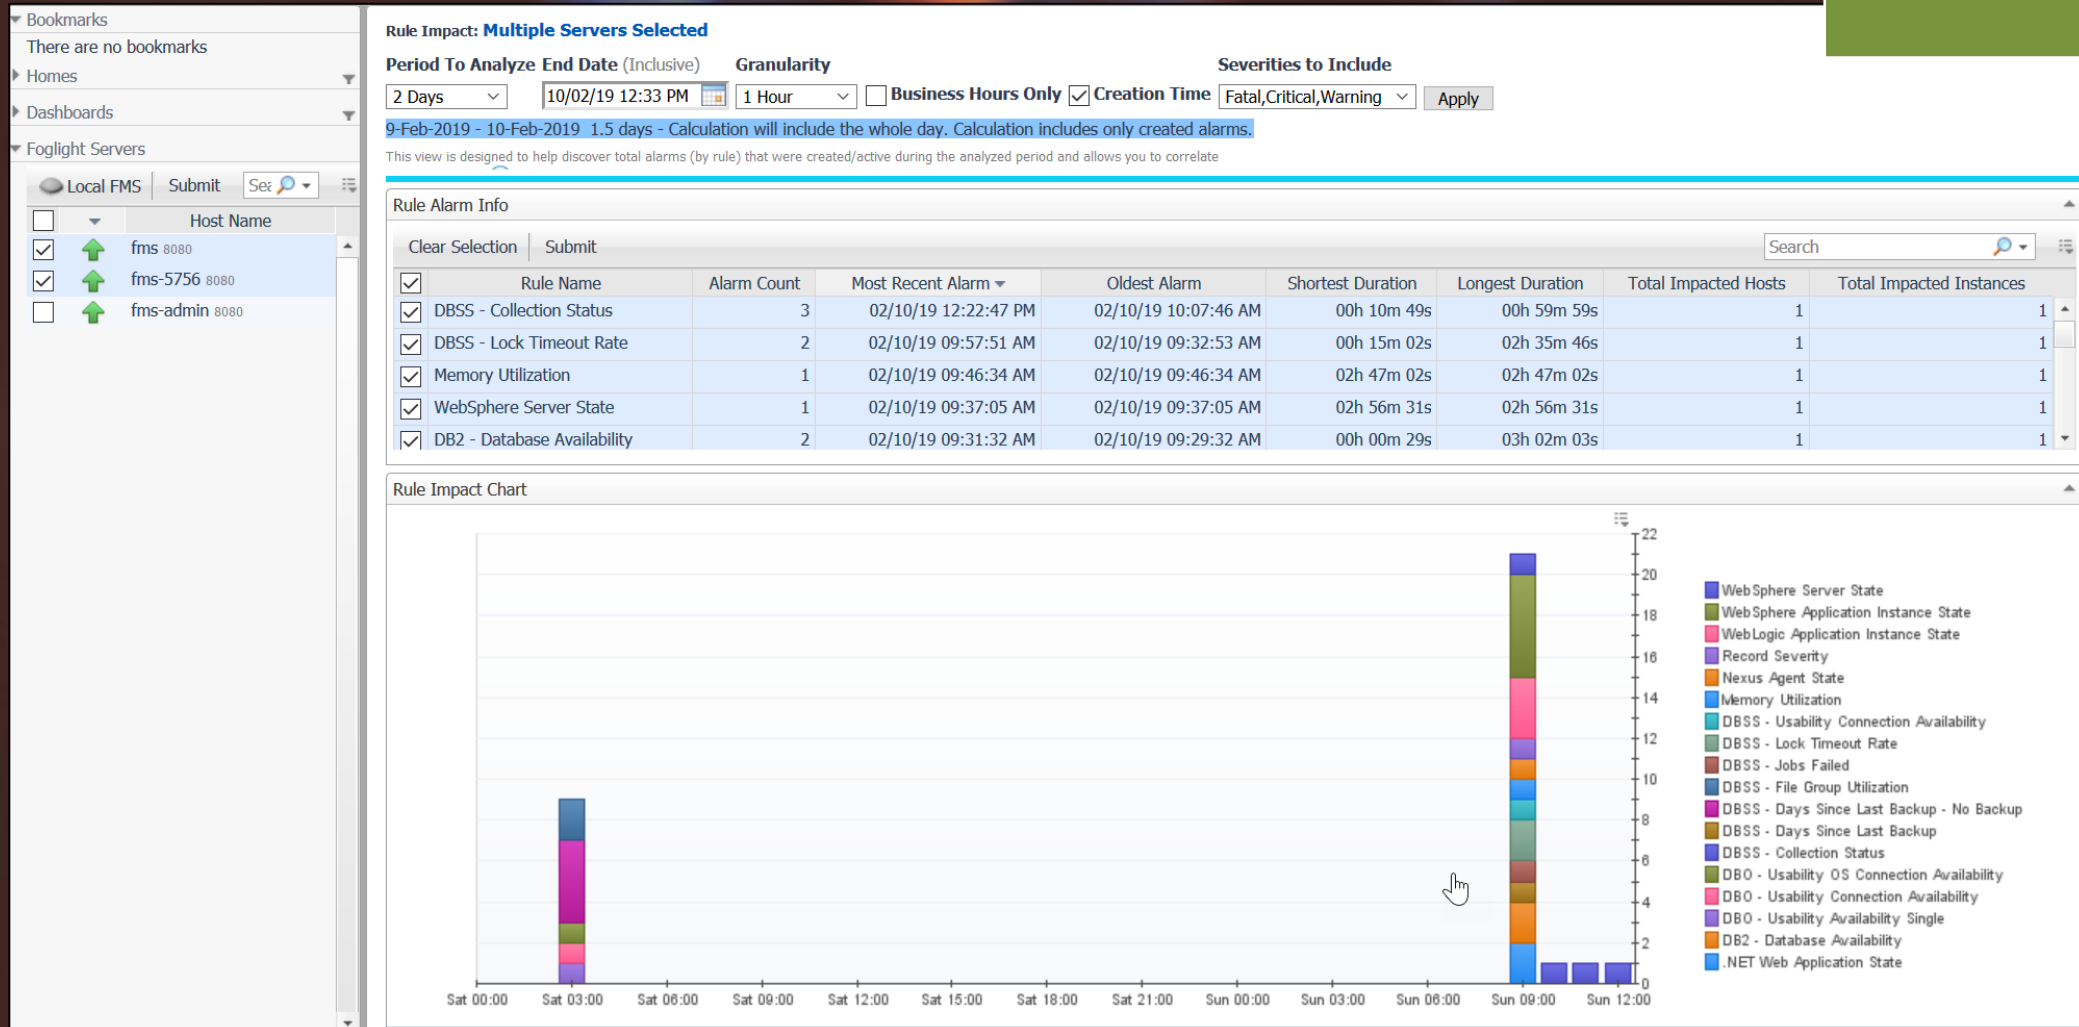 Bookmarks
There are no bookmarks
Homes
Dashboards
Foglight Servers
Local FMS Submit Sea
Host Name
fms 8080
fms-5756 8080
fms-admin 8080
Rule Impact: Multiple Servers Selected
Period To Analyze End Date (Inclusive) Granularity Severities to Include
2 Days 10/02/19 12:33 PM 1 Hour Business Hours Only Creation Time Fatal,Critical,Warning Apply
9-Feb-2019 - 10-Feb-2019 1.5 days - Calculation will include the whole day. Calculation includes only created alarms.
This view is designed to help discover total alarms (by rule) that were created/active during the analyzed period and allows you to correlate
Rule Alarm Info
Clear Selection Submit Search
Rule Name Alarm Count Most Recent Alarm Oldest Alarm Shortest Duration Longest Duration Total Impacted Hosts Total Impacted Instances
DBSS - Collection Status 3 02/10/19 12:22:47 PM 02/10/19 10:07:46 AM 00h 10m 49s 00h 59m 59s 1 1
DBSS - Lock Timeout Rate 2 02/10/19 09:57:51 AM 02/10/19 09:32:53 AM 00h 15m 02s 02h 35m 46s 1 1
Memory Utilization 1 02/10/19 09:46:34 AM 02/10/19 09:46:34 AM 02h 47m 02s 02h 47m 02s 1 1
WebSphere Server State 1 02/10/19 09:37:05 AM 02/10/19 09:37:05 AM 02h 56m 31s 02h 56m 31s 1 1
DB2 - Database Availability 2 02/10/19 09:31:32 AM 02/10/19 09:29:32 AM 00h 00m 29s 03h 02m 03s 1 1
Rule Impact Chart
22
20
18
16
14
12
10
8
6
4
2
0
Sat 00:00 Sat 03:00 Sat 06:00 Sat 09:00 Sat 12:00 Sat 15:00 Sat 18:00 Sat 21:00 Sun 00:00 Sun 03:00 Sun 06:00 Sun 09:00 Sun 12:00
WebSphere Server State
WebSphere Application Instance State
WebLogic Application Instance State
Record Severity
Nexus Agent State
Memory Utilization
DBSS - Usability Connection Availability
DBSS - Lock Timeout Rate
DBSS - Jobs Failed
DBSS - File Group Utilization
DBSS - Days Since Last Backup - No Backup
DBSS - Days Since Last Backup
DBSS - Collection Status
DBO - Usability OS Connection Availability
DBO - Usability Connection Availability
DBO - Usability Availability Single
DB2 - Database Availability
.NET Web Application State